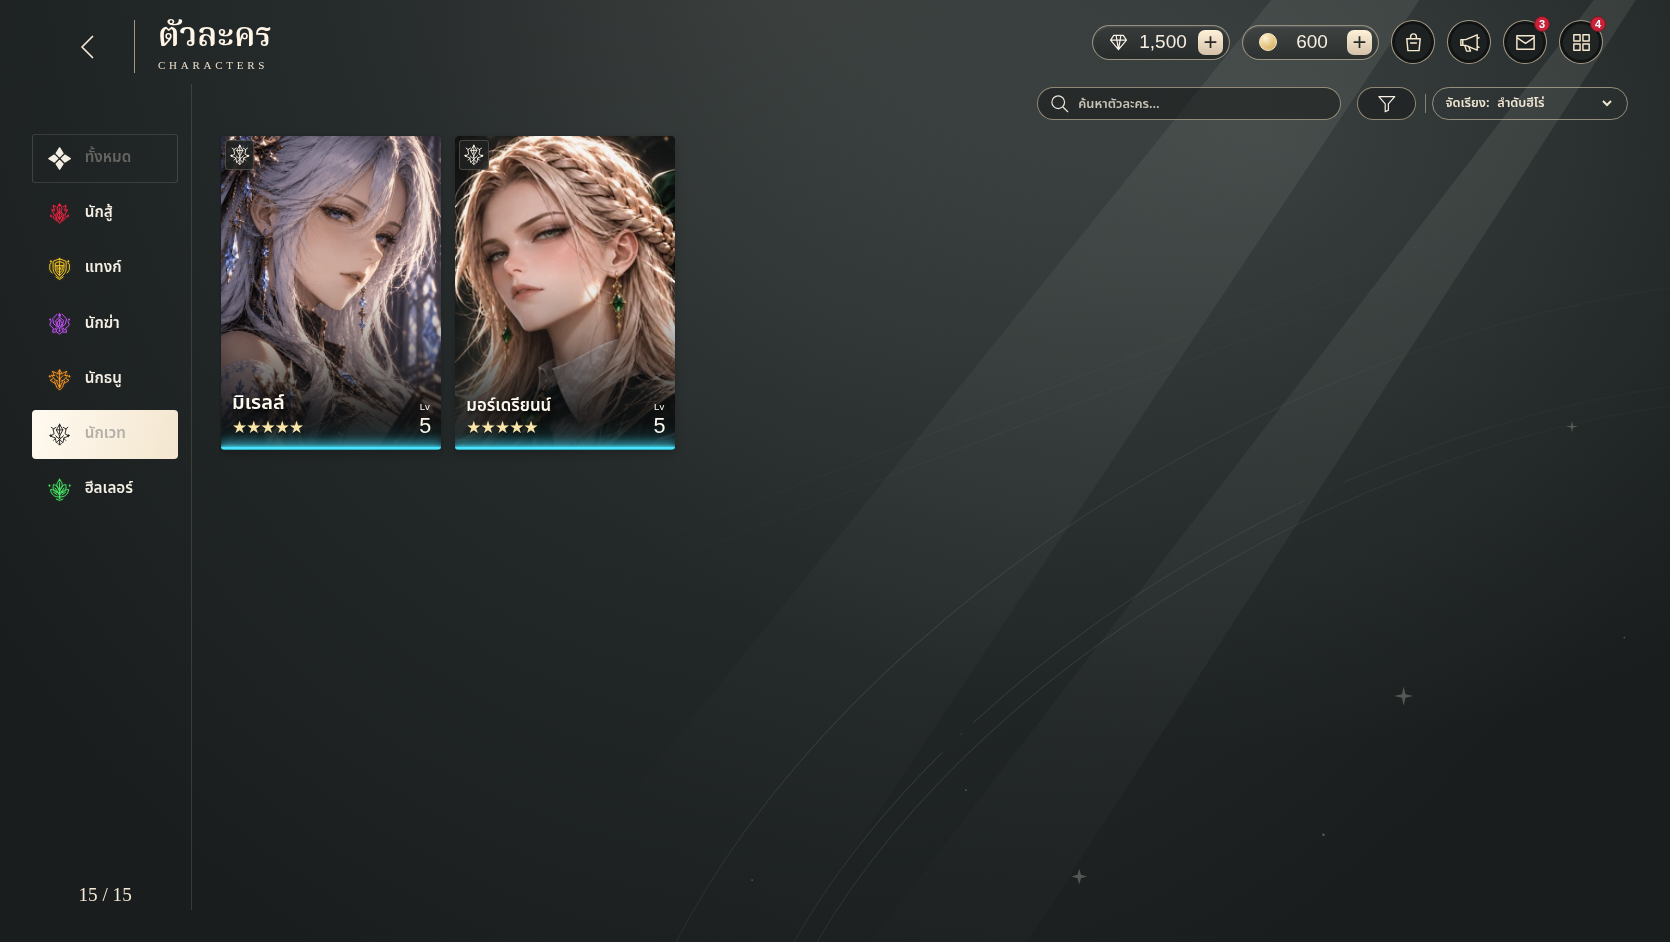 ตัวละคร
CHARACTERS
1,500
600
3
4
ค้นหาตัวละคร...
จัดเรียง: ลำดับฮีโร่
ทั้งหมด
นักสู้
แทงก์
นักฆ่า
นักธนู
นักเวท
ฮีลเลอร์
มิเรลล์
Lv
5
มอร์เดรียนน์
Lv
5
15 / 15